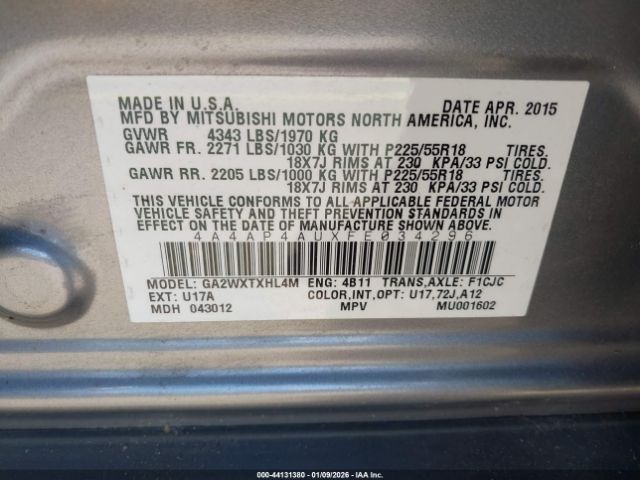 MADE IN U.S.A. DATE APR. 2015
MFD BY MITSUBISHI MOTORS NORTH AMERICA, INC.
GVWR 4343 LBS/1970 KG
GAWR FR. 2271 LBS/1030 KG WITH P225/55R18 TIRES.
18X7J RIMS AT 230 KPA/33 PSI COLD.
GAWR RR. 2205 LBS/1000 KG WITH P225/55R18 TIRES.
18X7J RIMS AT 230 KPA/33 PSI COLD.
THIS VEHICLE CONFORMS TO ALL APPLICABLE FEDERAL MOTOR
VEHICLE SAFETY AND THEFT PREVENTION STANDARDS IN
EFFECT ON THE DATE OF MANUFACTURE SHOWN ABOVE.
4A4AP4AUXFE034296
MODEL: GA2WXTXHL4M ENG: 4B11 TRANS,AXLE: F1CJC
EXT: U17A COLOR,INT,OPT: U17,72J,A12
MDH 043012 MPV MU001602
000-44131380 - 01/09/2026 - IAA Inc.